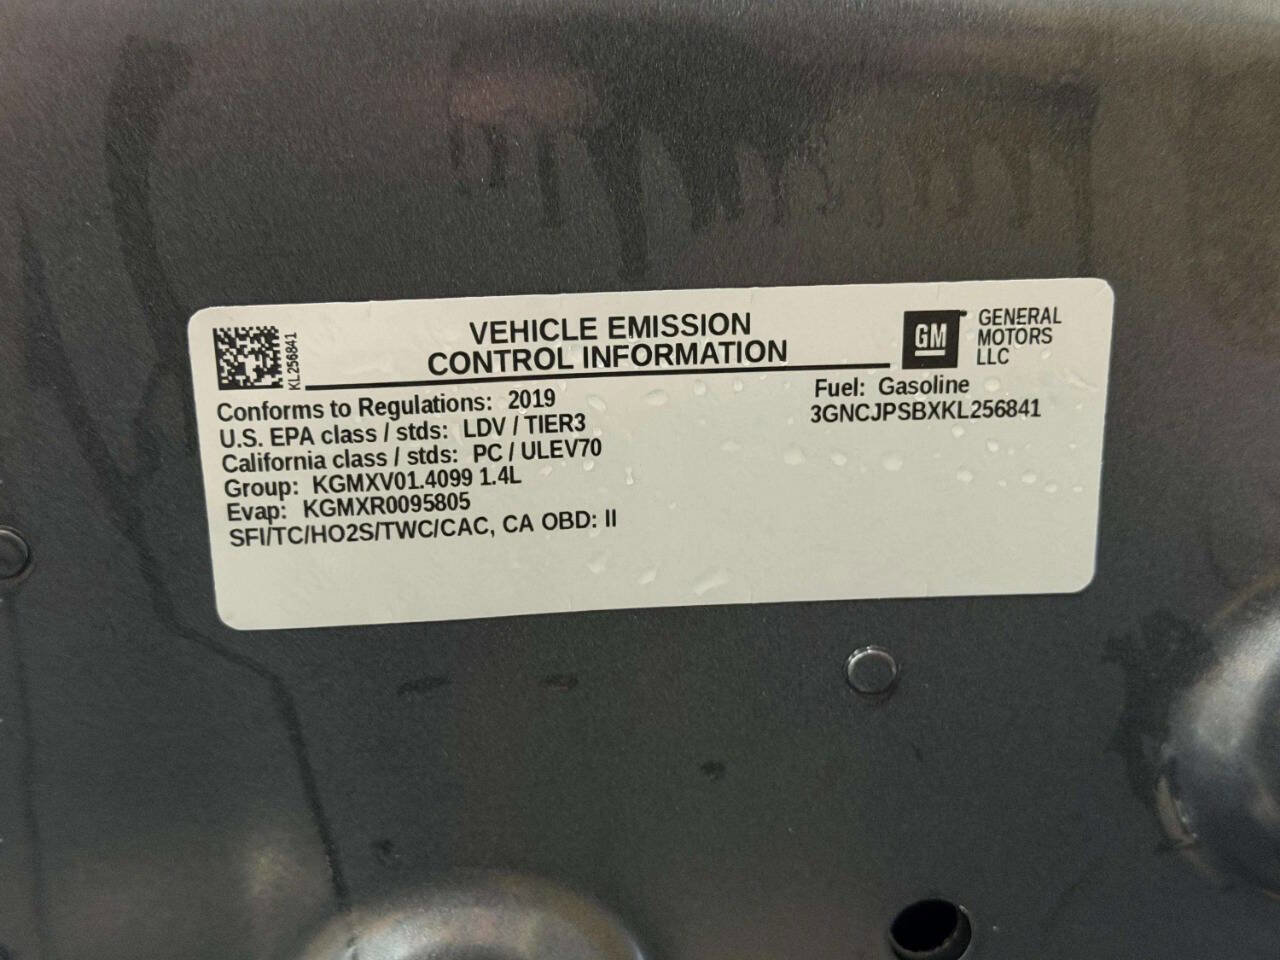 KL256841
VEHICLE EMISSION
CONTROL INFORMATION
GM
GENERAL
MOTORS
LLC
Conforms to Regulations: 2019
U.S. EPA class / stds: LDV / TIER3
California class / stds: PC / ULEV70
Group: KGMXV01.4099 1.4L
Evap: KGMXR0095805
SFI/TC/HO2S/TWC/CAC, CA OBD: II
Fuel: Gasoline
3GNCJPSBXKL256841